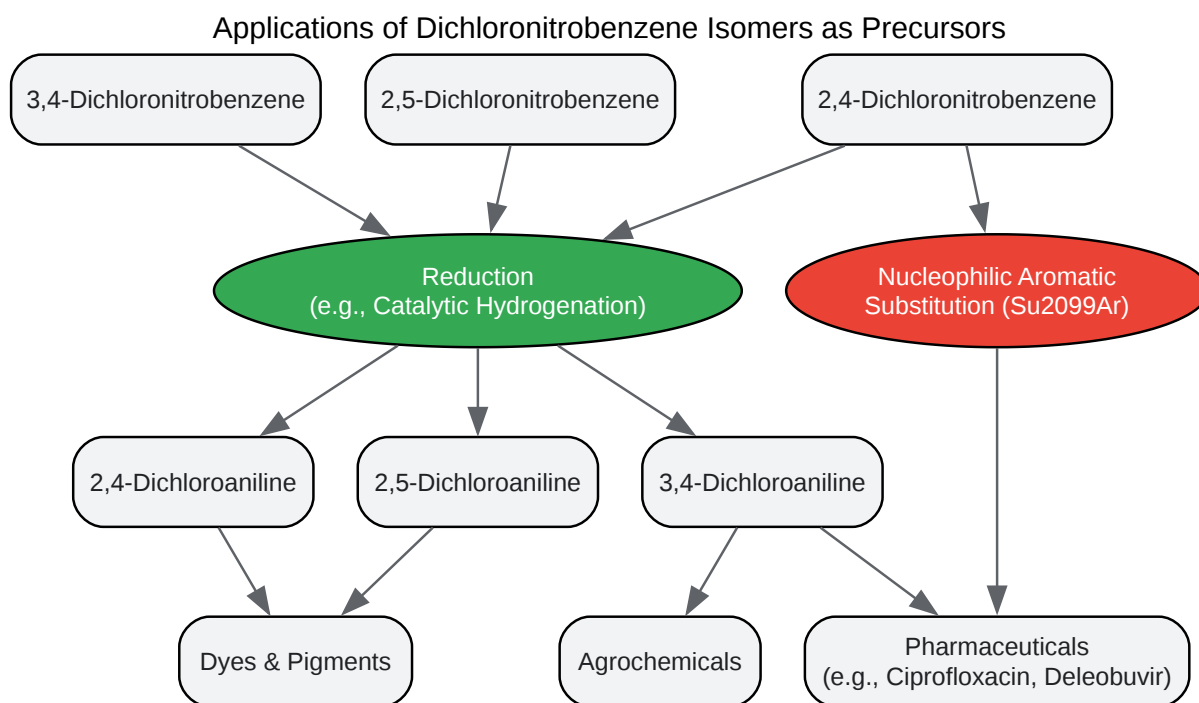 Applications of Dichloronitrobenzene Isomers as Precursors
3,4-Dichloronitrobenzene
2,5-Dichloronitrobenzene
2,4-Dichloronitrobenzene
Reduction
(e.g., Catalytic Hydrogenation)
Nucleophilic Aromatic
Substitution (Su2099Ar)
2,4-Dichloroaniline
2,5-Dichloroaniline
3,4-Dichloroaniline
Dyes & Pigments
Agrochemicals
Pharmaceuticals
(e.g., Ciprofloxacin, Deleobuvir)